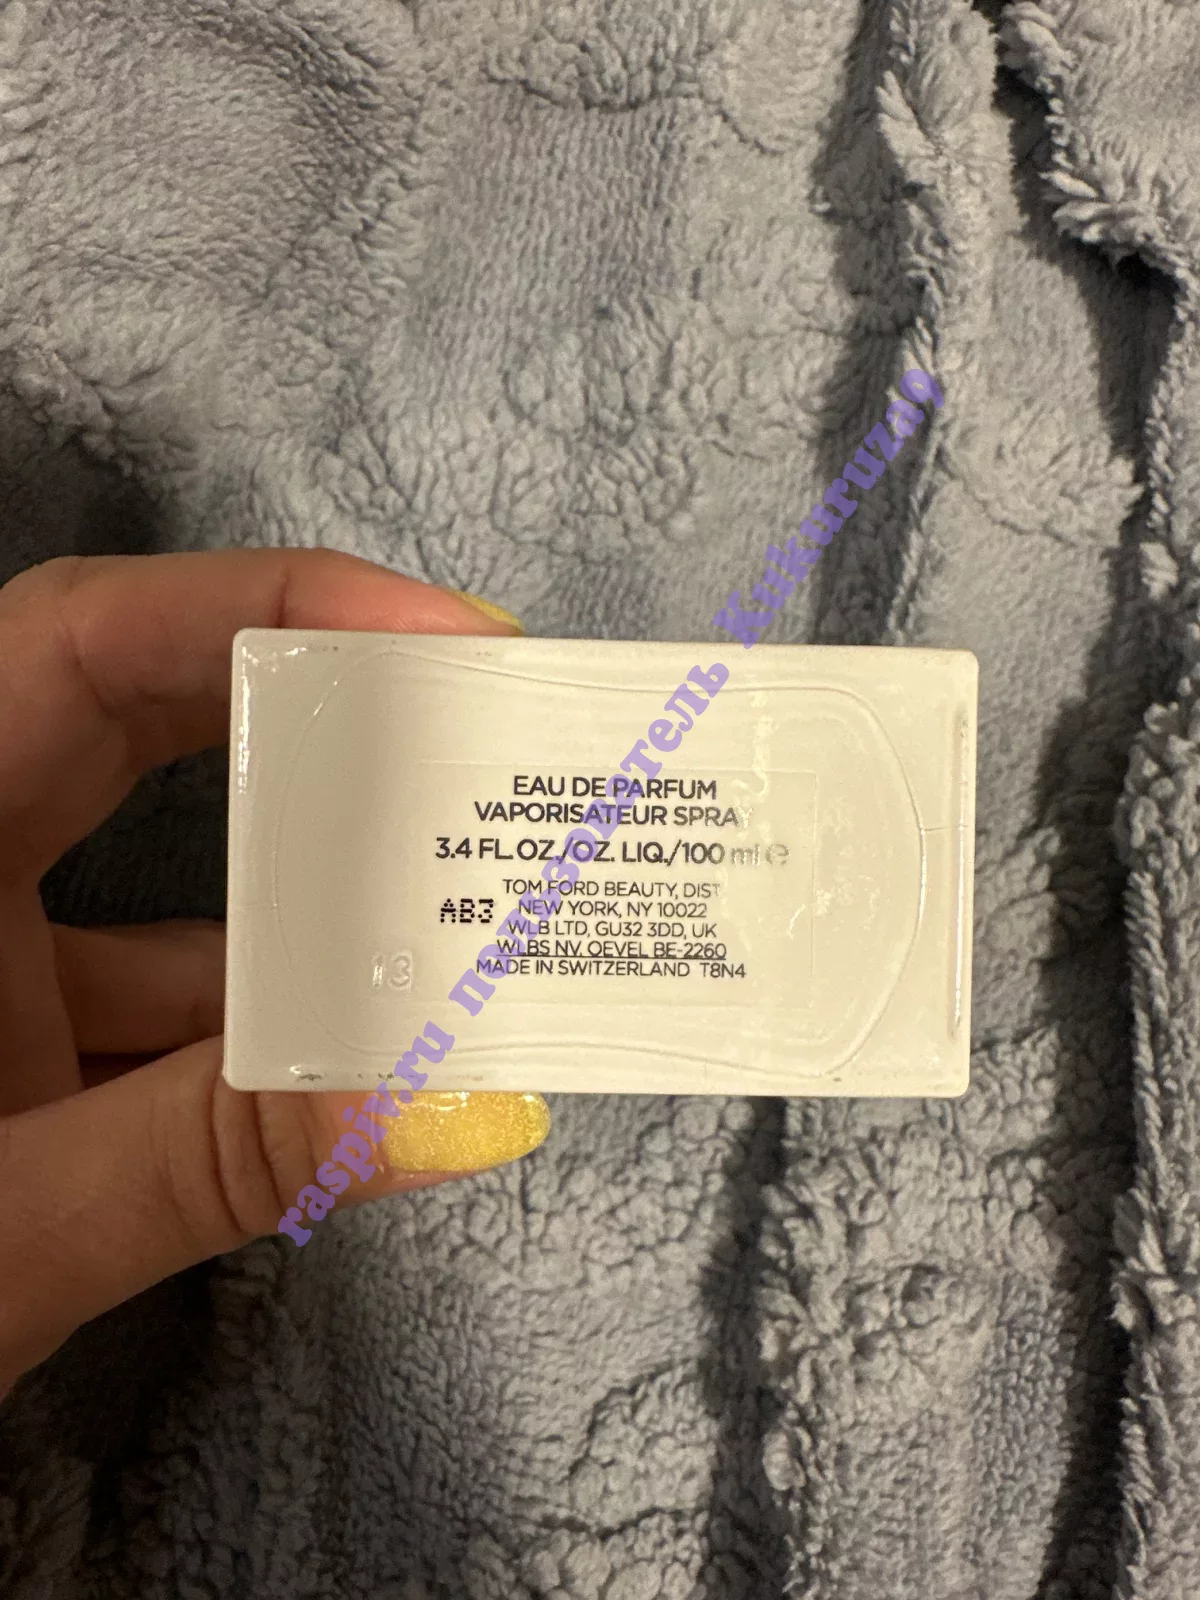 EAU DE PARFUM
VAPORISATEUR SPRAY
3.4 FL.OZ./OZ. LIQ./100 ml e
TOM FORD BEAUTY, DIST
NEW YORK, NY 10022
AB3
WLB LTD, GU32 3DD, UK
WLBS NV. OEVEL BE-2260
MADE IN SWITZERLAND T8N4
13
raspiv.ru пользователь Kukuruza9